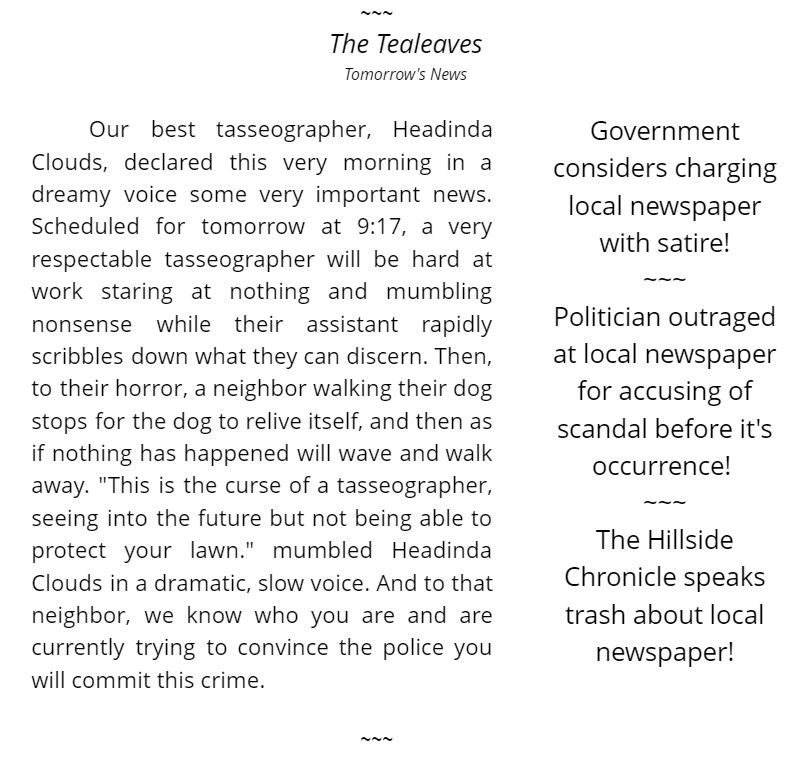 ~~~
The Tealeaves
Tomorrow's News
Our best tasseographer, Headinda
Clouds, declared this very morning in a
dreamy voice some very important news.
Scheduled for tomorrow at 9:17, a very
respectable tasseographer will be hard at
work staring at nothing and mumbling
nonsense while their assistant rapidly
scribbles down what they can discern. Then,
to their horror, a neighbor walking their dog
stops for the dog to relive itself, and then as
if nothing has happened will wave and walk
away. "This is the curse of a tasseographer,
seeing into the future but not being able to
protect your lawn." mumbled Headinda
Clouds in a dramatic, slow voice. And to that
neighbor, we know who you are and are
currently trying to convince the police you
will commit this crime.
Government
considers charging
local newspaper
with satire!
~~~
Politician outraged
at local newspaper
for accusing of
scandal before it's
occurrence!
~~~
The Hillside
Chronicle speaks
trash about local
newspaper!
~~~